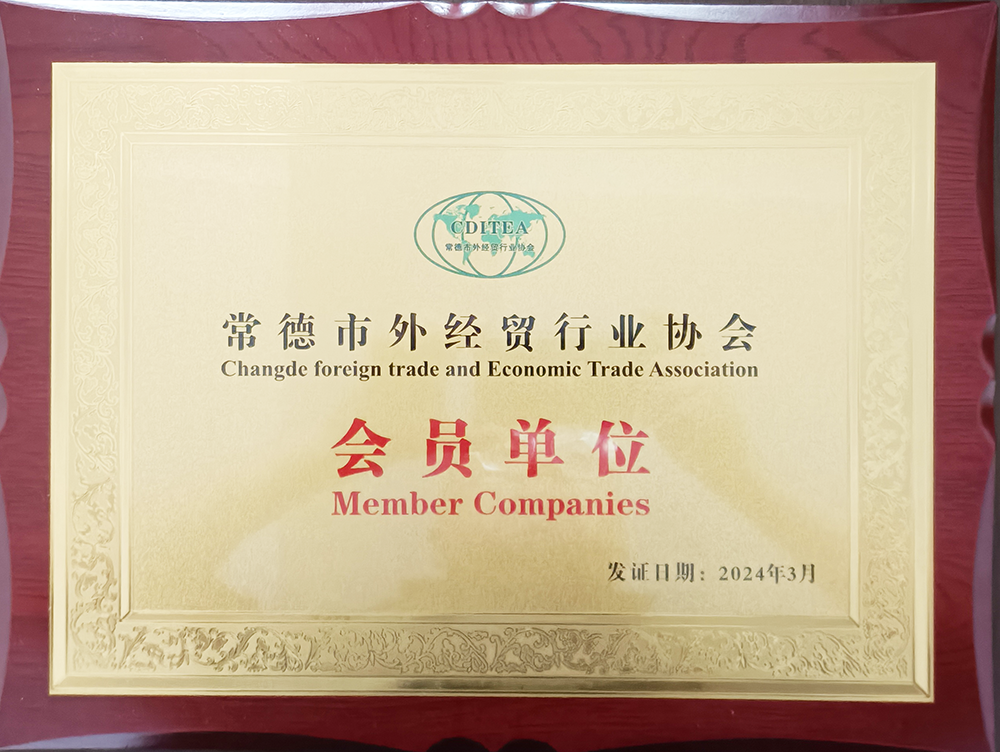 CDITEA
常德市外经贸行业协会
常德市外经贸行业协会
Changde foreign trade and Economic Trade Association
会员单位
Member Companies
发证日期：2024年3月